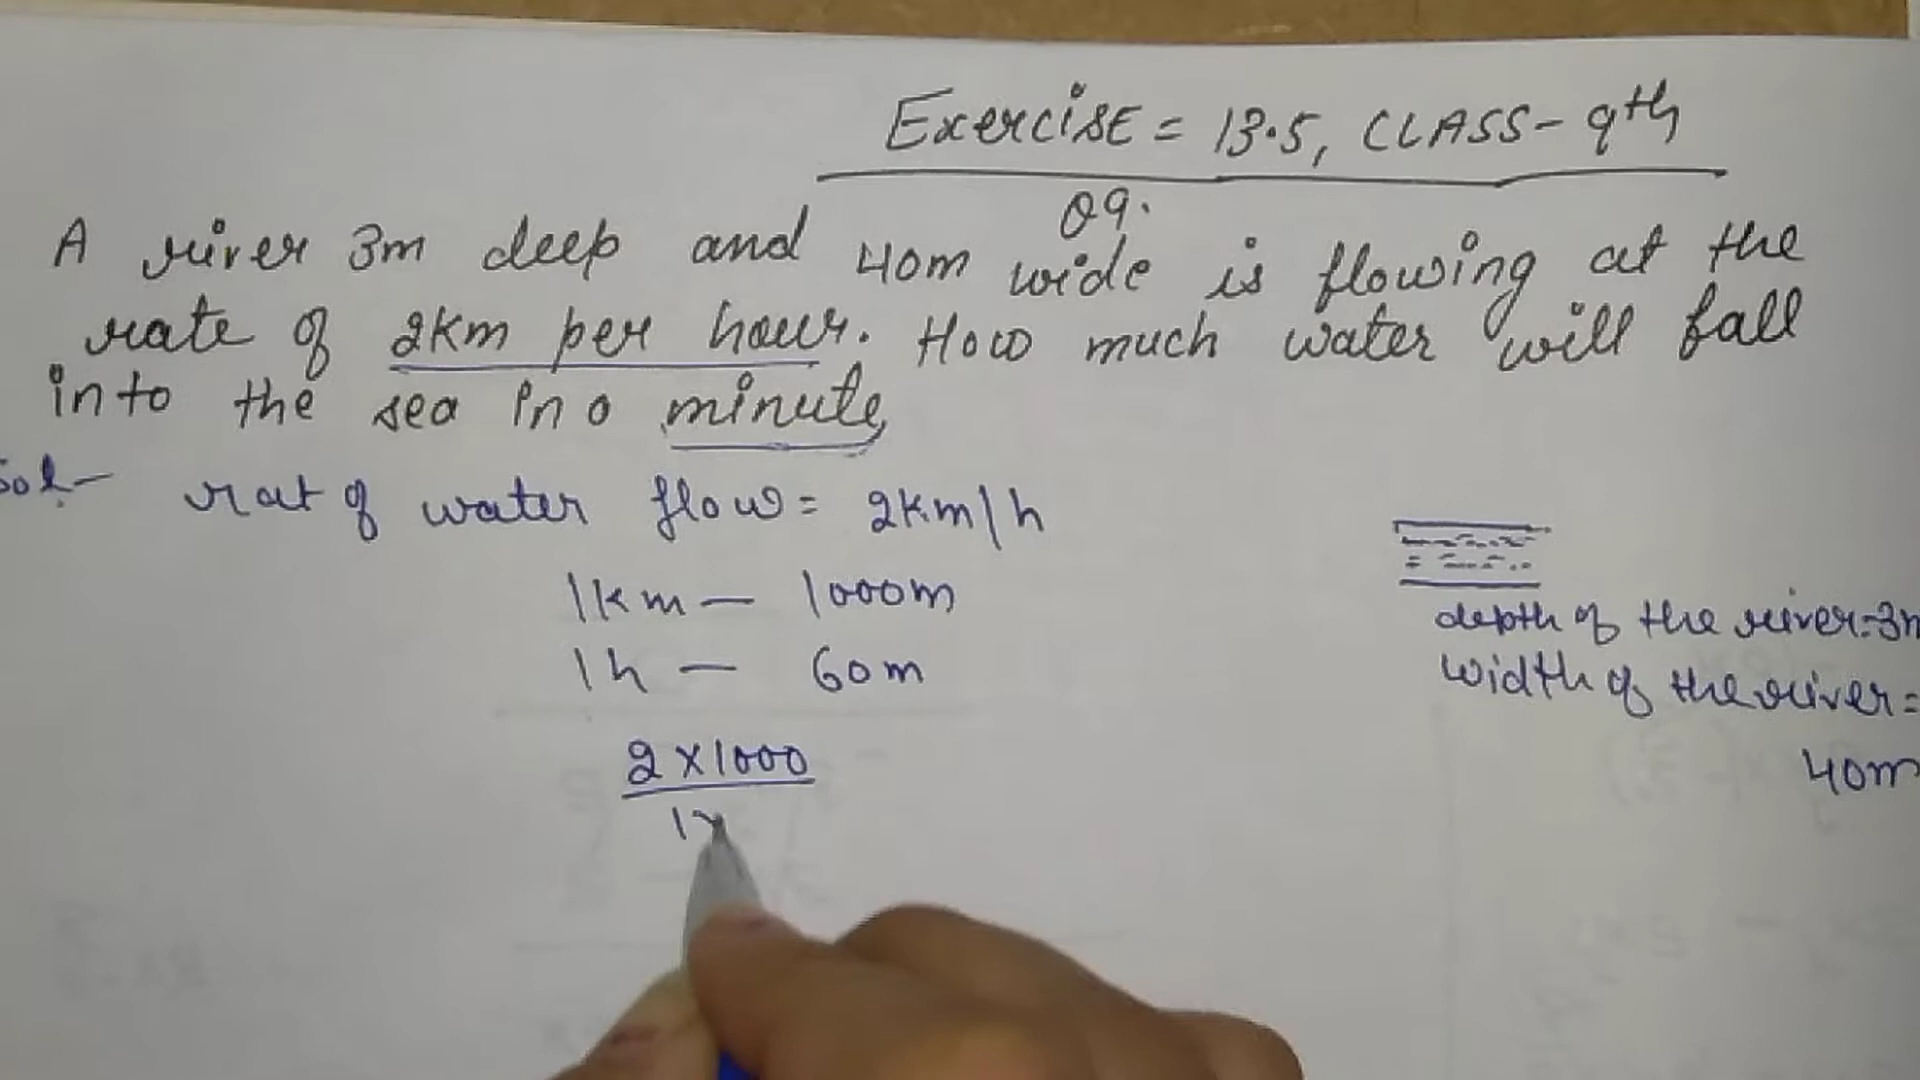 ExerciSE = 13.5, CLASS- 9th
Q9.
A river 3m deep and 40m wide is flowing at the
rate of 2km per hour. How much water will fall
into the sea in a minute
Sol- rat of water flow = 2km/h
1km — 1000m
1h — 60m
2 x 1000
1x
depth of the river = 3m
width of the river =
40m